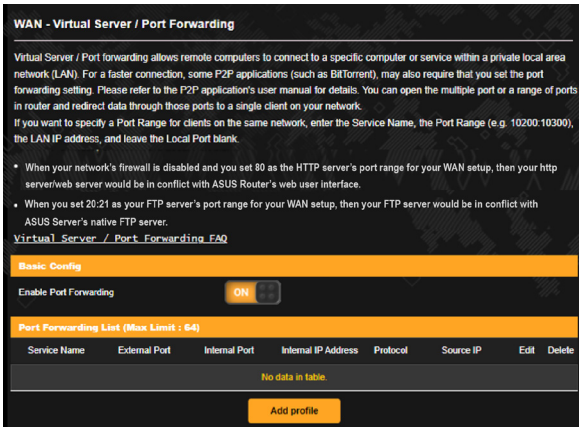 WAN - Virtual Server / Port Forwarding
Virtual Server / Port forwarding allows remote computers to connect to a specific computer or service within a private local area
network (LAN). For a faster connection, some P2P applications (such as BitTorrent), may also require that you set the port
forwarding setting. Please refer to the P2P application's user manual for details. You can open the multiple port or a range of ports
in router and redirect data through those ports to a single client on your network.
If you want to specify a Port Range for clients on the same network, enter the Service Name, the Port Range (e.g. 10200:10300),
the LAN IP address, and leave the Local Port blank.
• When your network's firewall is disabled and you set 80 as the HTTP server's port range for your WAN setup, then your http
server/web server would be in conflict with ASUS Router's web user interface.
• When you set 20:21 as your FTP server's port range for your WAN setup, then your FTP server would be in conflict with
ASUS Server's native FTP server.
Virtual Server / Port Forwarding FAQ
Basic Config
Enable Port Forwarding ON
Port Forwarding List (Max Limit : 64)
Service Name External Port Internal Port Internal IP Address Protocol Source IP Edit Delete
No data in table.
Add profile